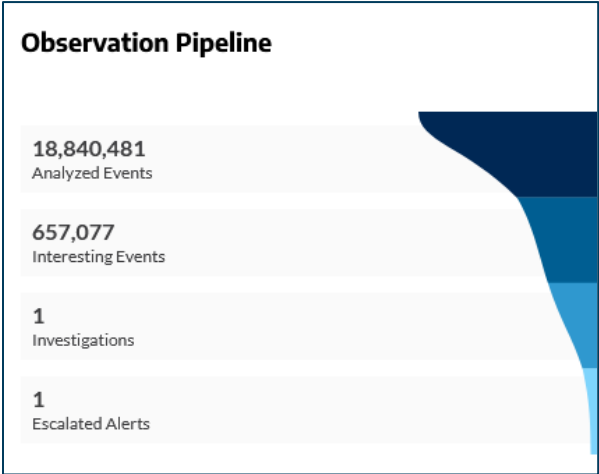 Observation Pipeline
18,840,481
Analyzed Events
657,077
Interesting Events
1
Investigations
1
Escalated Alerts